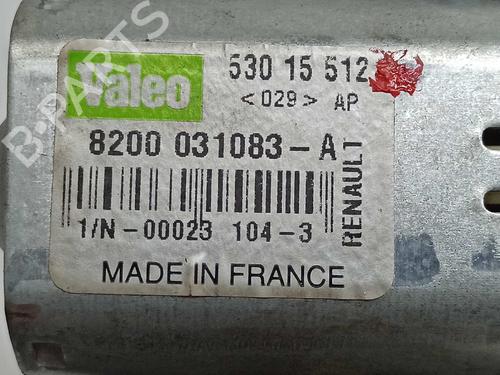 Valeo
530 15 512
<029> AP
8200 031083-A
RENAULT
1/N-00023 104-3
MADE IN FRANCE
B-PARTS